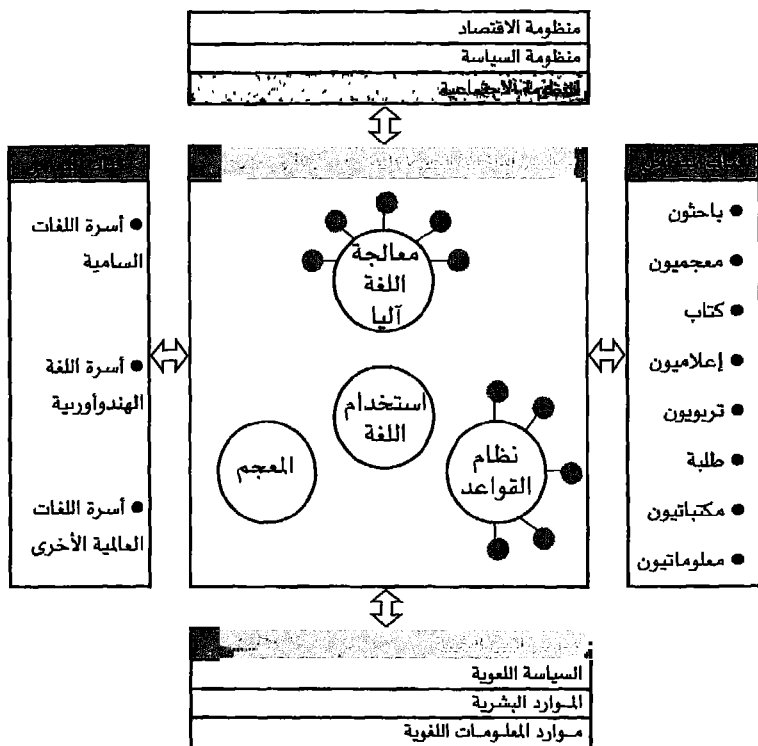 منظومة الاقتصاد
منظومة السياسة
باحثون
معجميون
كتاب
إعلاميون
تربويون
طلبة
مكتباتيون
معلوماتيون
معالجة
اللغة
آليا
استخدام
اللغة
نظام
القواعد
المعجم
أسرة اللغات
السامية
أسرة اللغة
الهندوأوربية
أسرة اللغات
العالمية الأخرى
السياسة اللعوية
الموارد البشرية
موارد المعلومات اللغوية